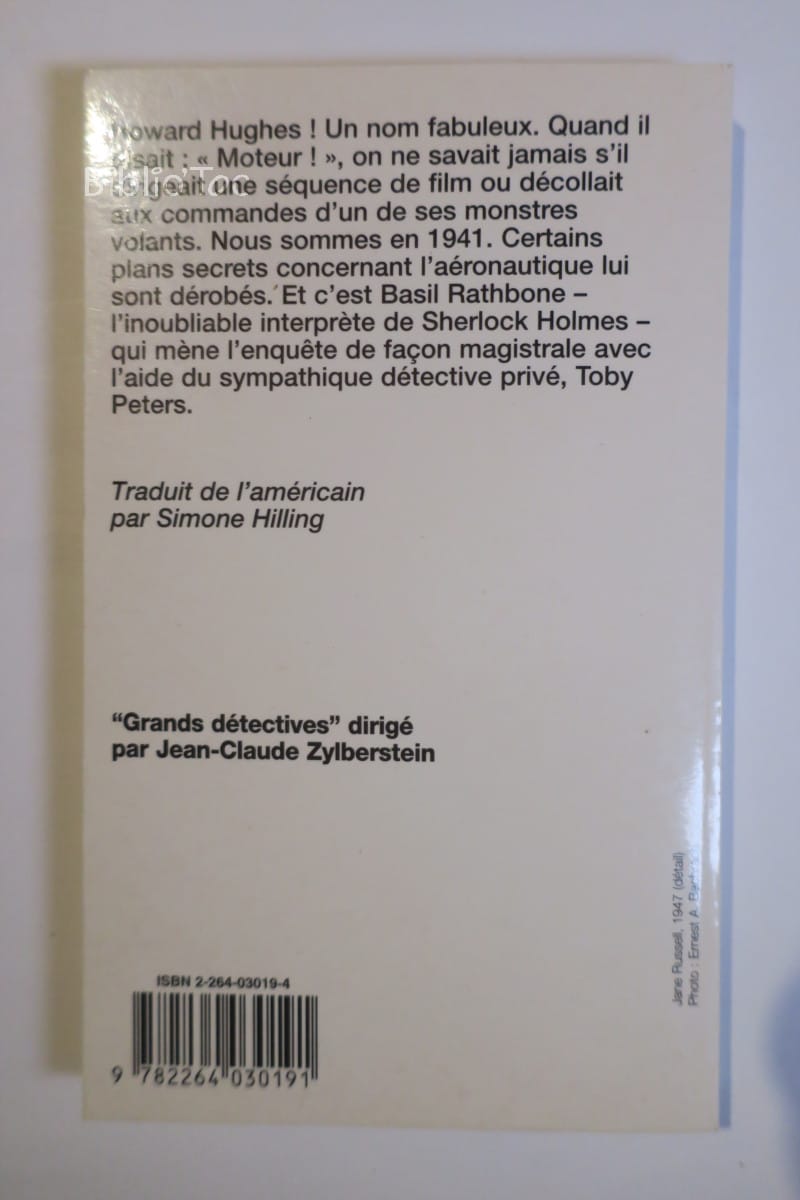 Howard Hughes ! Un nom fabuleux. Quand il
disait : « Moteur ! », on ne savait jamais s'il
dirigeait une séquence de film ou décollait
aux commandes d'un de ses monstres
volants. Nous sommes en 1941. Certains
plans secrets concernant l'aéronautique lui
sont dérobés. Et c'est Basil Rathbone –
l'inoubliable interprète de Sherlock Holmes –
qui mène l'enquête de façon magistrale avec
l'aide du sympathique détective privé, Toby
Peters.
Biblio'Tac
Traduit de l'américain
par Simone Hilling
“Grands détectives” dirigé
par Jean-Claude Zylberstein
Jane Russell, 1947 (détail)
Photo : Ernest A.
ISBN 2-264-03019-4
9 782264 030191